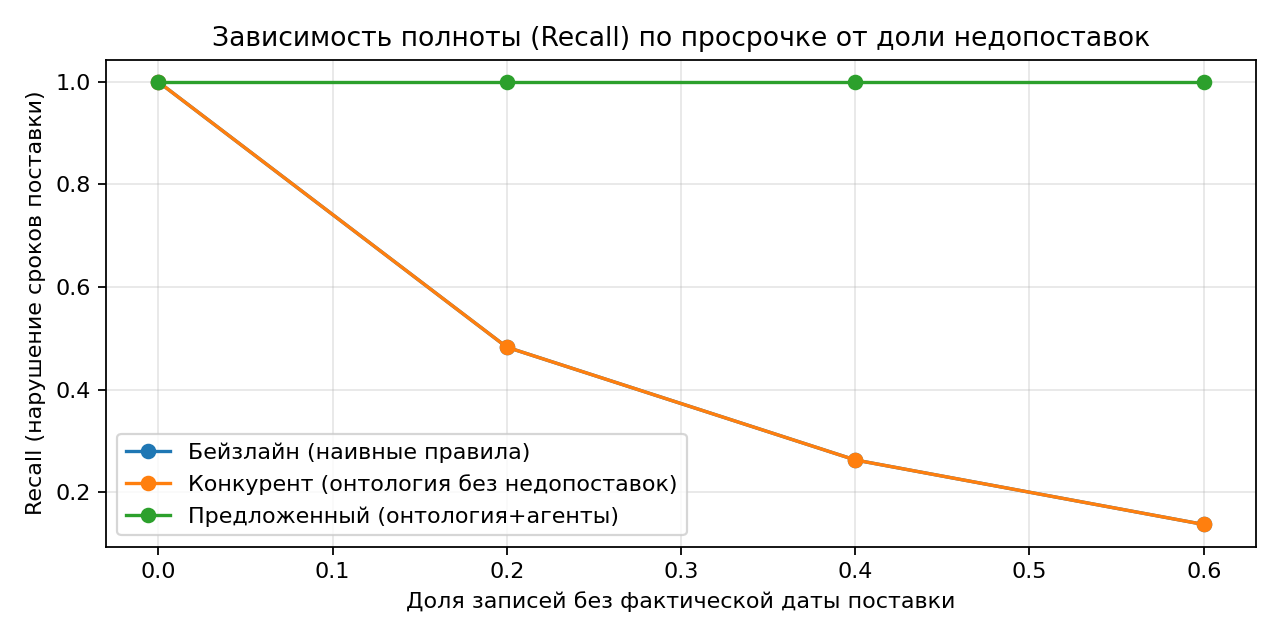 Зависимость полноты (Recall) по просрочке от доли недопоставок
Recall (нарушение сроков поставки)
1.0
0.8
0.6
0.4
0.2
Бейзлайн (наивные правила)
Конкурент (онтология без недопоставок)
Предложенный (онтология+агенты)
0.0 0.1 0.2 0.3 0.4 0.5 0.6
Доля записей без фактической даты поставки